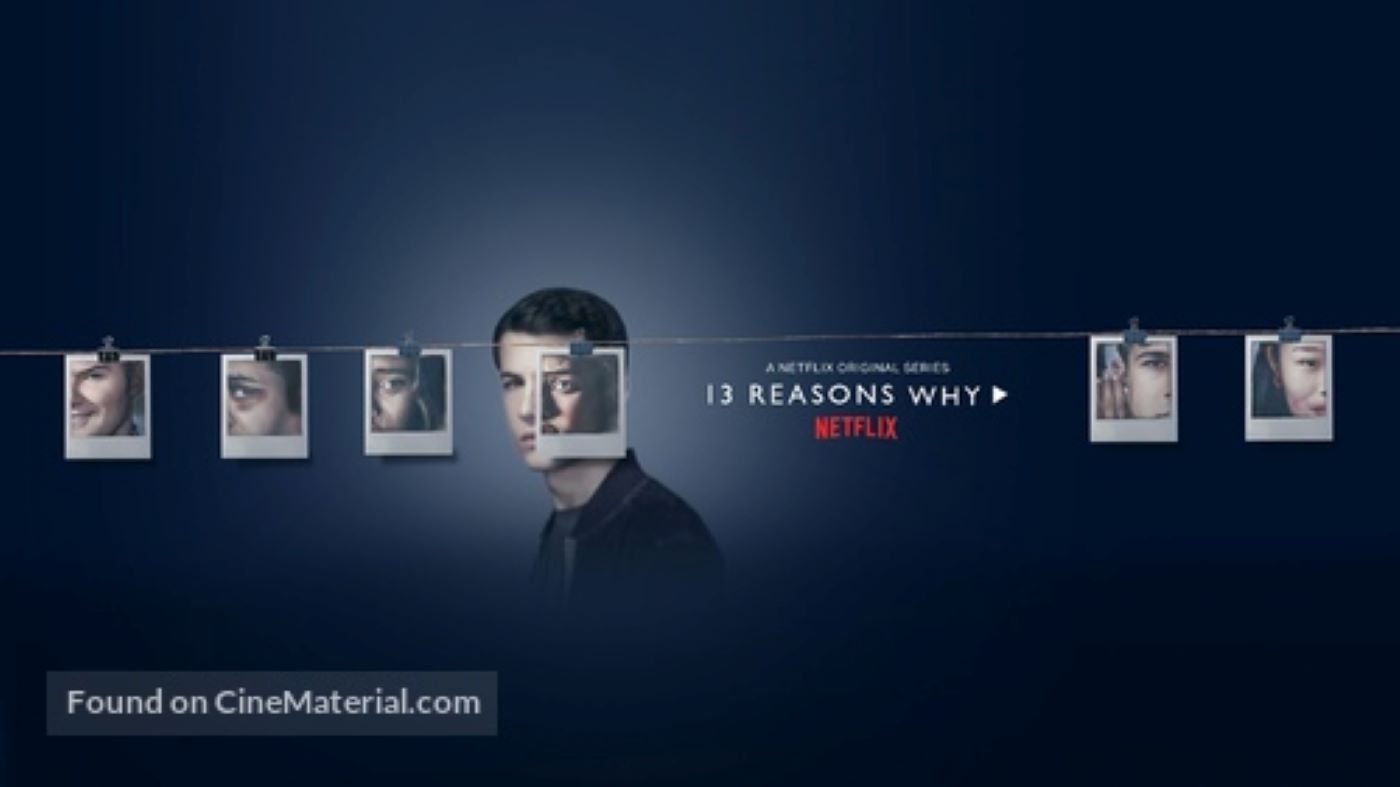 A NETFLIX ORIGINAL SERIES
13 REASONS WHY
NETFLIX
Found on CineMaterial.com